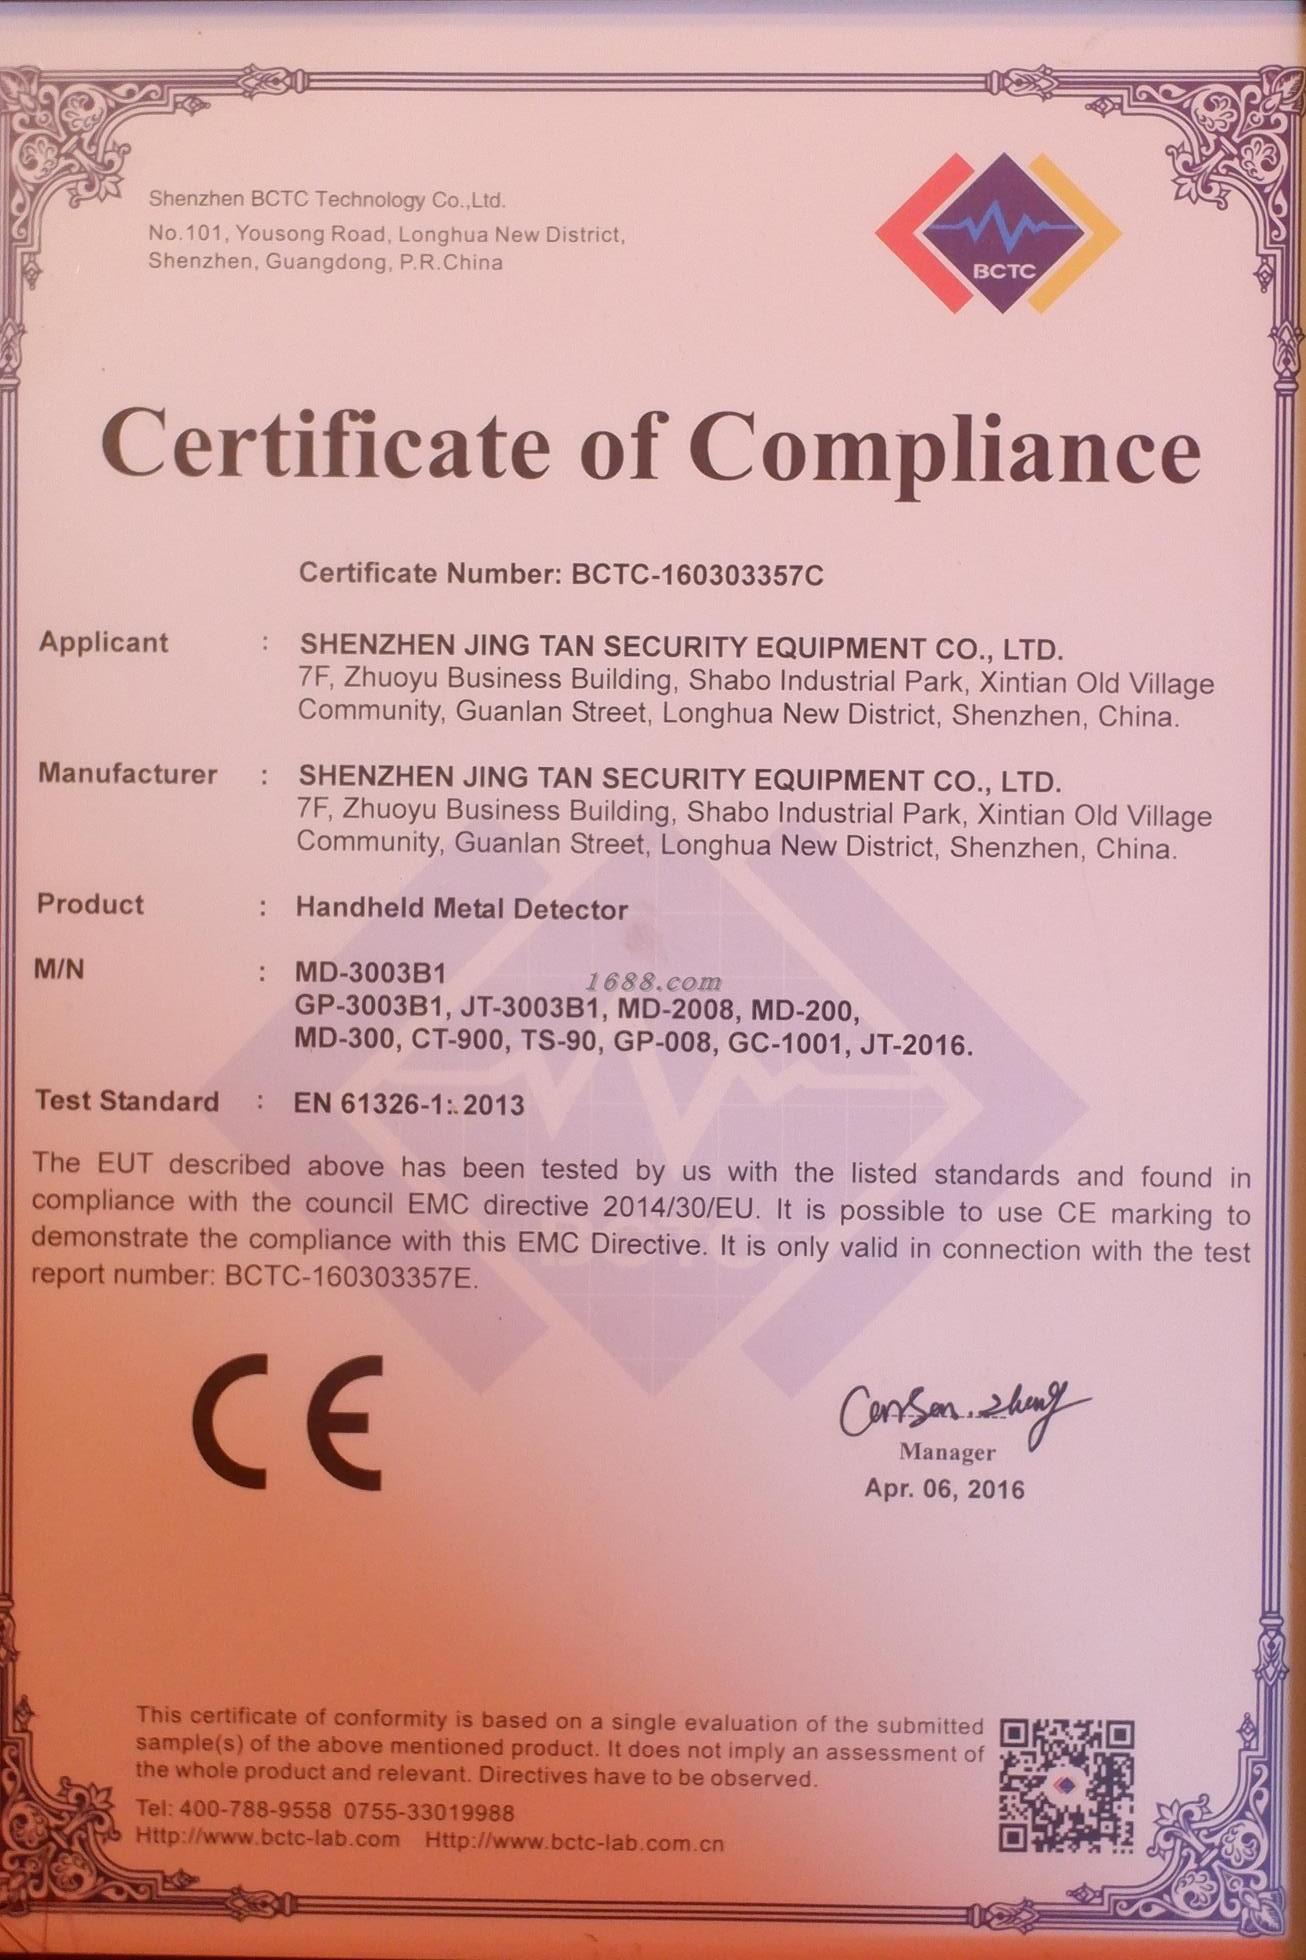 Shenzhen BCTC Technology Co.,Ltd.
No.101, Yousong Road, Longhua New District,
Shenzhen, Guangdong, P.R.China
BCTC
Certificate of Compliance
Certificate Number: BCTC-160303357C
Applicant : SHENZHEN JING TAN SECURITY EQUIPMENT CO., LTD.
7F, Zhuoyu Business Building, Shabo Industrial Park, Xintian Old Village
Community, Guanlan Street, Longhua New District, Shenzhen, China.
Manufacturer : SHENZHEN JING TAN SECURITY EQUIPMENT CO., LTD.
7F, Zhuoyu Business Building, Shabo Industrial Park, Xintian Old Village
Community, Guanlan Street, Longhua New District, Shenzhen, China.
Product : Handheld Metal Detector
M/N : MD-3003B1
1688.com
GP-3003B1, JT-3003B1, MD-2008, MD-200,
MD-300, CT-900, TS-90, GP-008, GC-1001, JT-2016.
Test Standard : EN 61326-1: 2013
The EUT described above has been tested by us with the listed standards and found in
compliance with the council EMC directive 2014/30/EU. It is possible to use CE marking to
demonstrate the compliance with this EMC Directive. It is only valid in connection with the test
report number: BCTC-160303357E.
BCTC
CE
Carson.zheng
Manager
Apr. 06, 2016
This certificate of conformity is based on a single evaluation of the submitted
sample(s) of the above mentioned product. It does not imply an assessment of
the whole product and relevant. Directives have to be observed.
Tel: 400-788-9558 0755-33019988
Http://www.bctc-lab.com Http://www.bctc-lab.com.cn